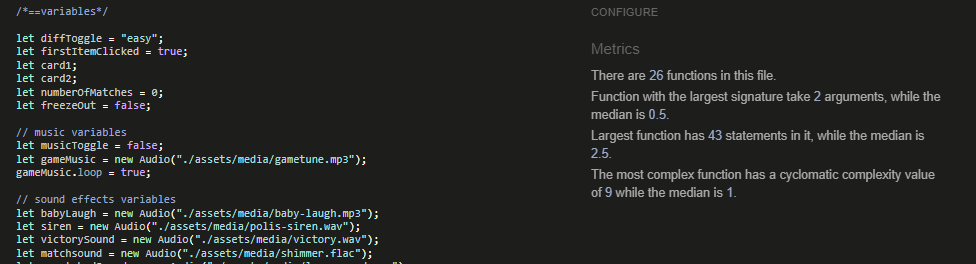 /*==variables*/
let diffToggle = "easy";
let firstItemClicked = true;
let card1;
let card2;
let numberOfMatches = 0;
let freezeOut = false;
// music variables
let musicToggle = false;
let gameMusic = new Audio("./assets/media/gametune.mp3");
gameMusic.loop = true;
// sound effects variables
let babyLaugh = new Audio("./assets/media/baby-laugh.mp3");
let siren = new Audio("./assets/media/polis-siren.wav");
let victorySound = new Audio("./assets/media/victory.wav");
let matchsound = new Audio("./assets/media/shimmer.flac");
CONFIGURE
Metrics
There are 26 functions in this file.
Function with the largest signature take 2 arguments, while the
median is 0.5.
Largest function has 43 statements in it, while the median is
2.5.
The most complex function has a cyclomatic complexity value
of 9 while the median is 1.